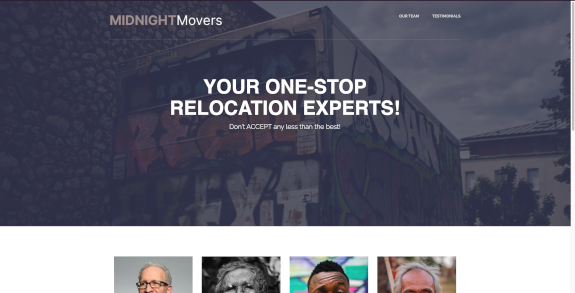 MIDNIGHTMovers
OUR TEAM
TESTIMONIALS
YOUR ONE-STOP
RELOCATION EXPERTS!
Don't ACCEPT any less than the best!